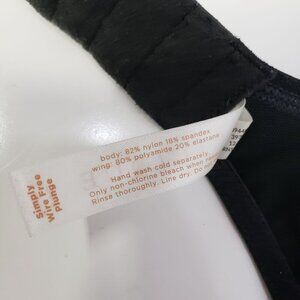 body: 82% nylon 18% spandex
wing: 80% polyamide 20% elastane
Hand wash cold separately.
Only non-chlorine bleach when
Rinse thoroughly. Line dry. Do
Simply
Wire Free
Plunge